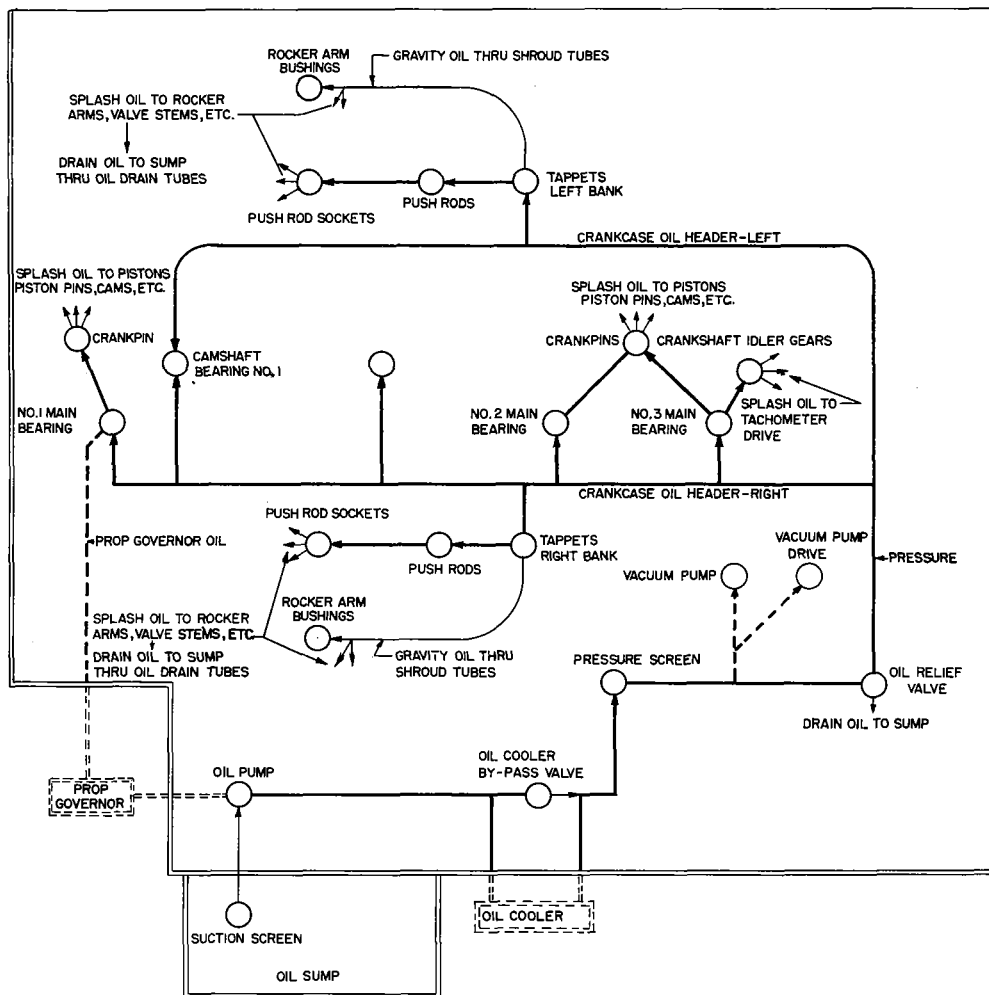 ROCKER ARM
BUSHINGS
GRAVITY OIL THRU SHROUD TUBES
SPLASH OIL TO ROCKER
ARMS, VALVE STEMS, ETC.
DRAIN OIL TO SUMP
THRU OIL DRAIN TUBES
PUSH ROD SOCKETS
PUSH RODS
TAPPETS
LEFT BANK
CRANKCASE OIL HEADER-LEFT
SPLASH OIL TO PISTONS
PISTON PINS, CAMS, ETC.
CRANKPIN
CAMSHAFT
BEARING NO. 1
SPLASH OIL TO PISTONS
PISTON PINS, CAMS, ETC.
CRANKPINS
CRANKSHAFT IDLER GEARS
SPLASH OIL TO
TACHOMETER
DRIVE
NO. 1 MAIN
BEARING
NO. 2 MAIN
BEARING
NO. 3 MAIN
BEARING
CRANKCASE OIL HEADER-RIGHT
PUSH ROD SOCKETS
PUSH RODS
TAPPETS
RIGHT BANK
PROP GOVERNOR OIL
VACUUM PUMP
VACUUM PUMP
DRIVE
PRESSURE
ROCKER ARM
BUSHINGS
SPLASH OIL TO ROCKER
ARMS, VALVE STEMS, ETC
DRAIN OIL TO SUMP
THRU OIL DRAIN TUBES
GRAVITY OIL THRU
SHROUD TUBES
PRESSURE SCREEN
OIL RELIEF
VALVE
DRAIN OIL TO SUMP
OIL COOLER
BY-PASS VALVE
OIL PUMP
PROP
GOVERNOR
OIL COOLER
SUCTION SCREEN
OIL SUMP